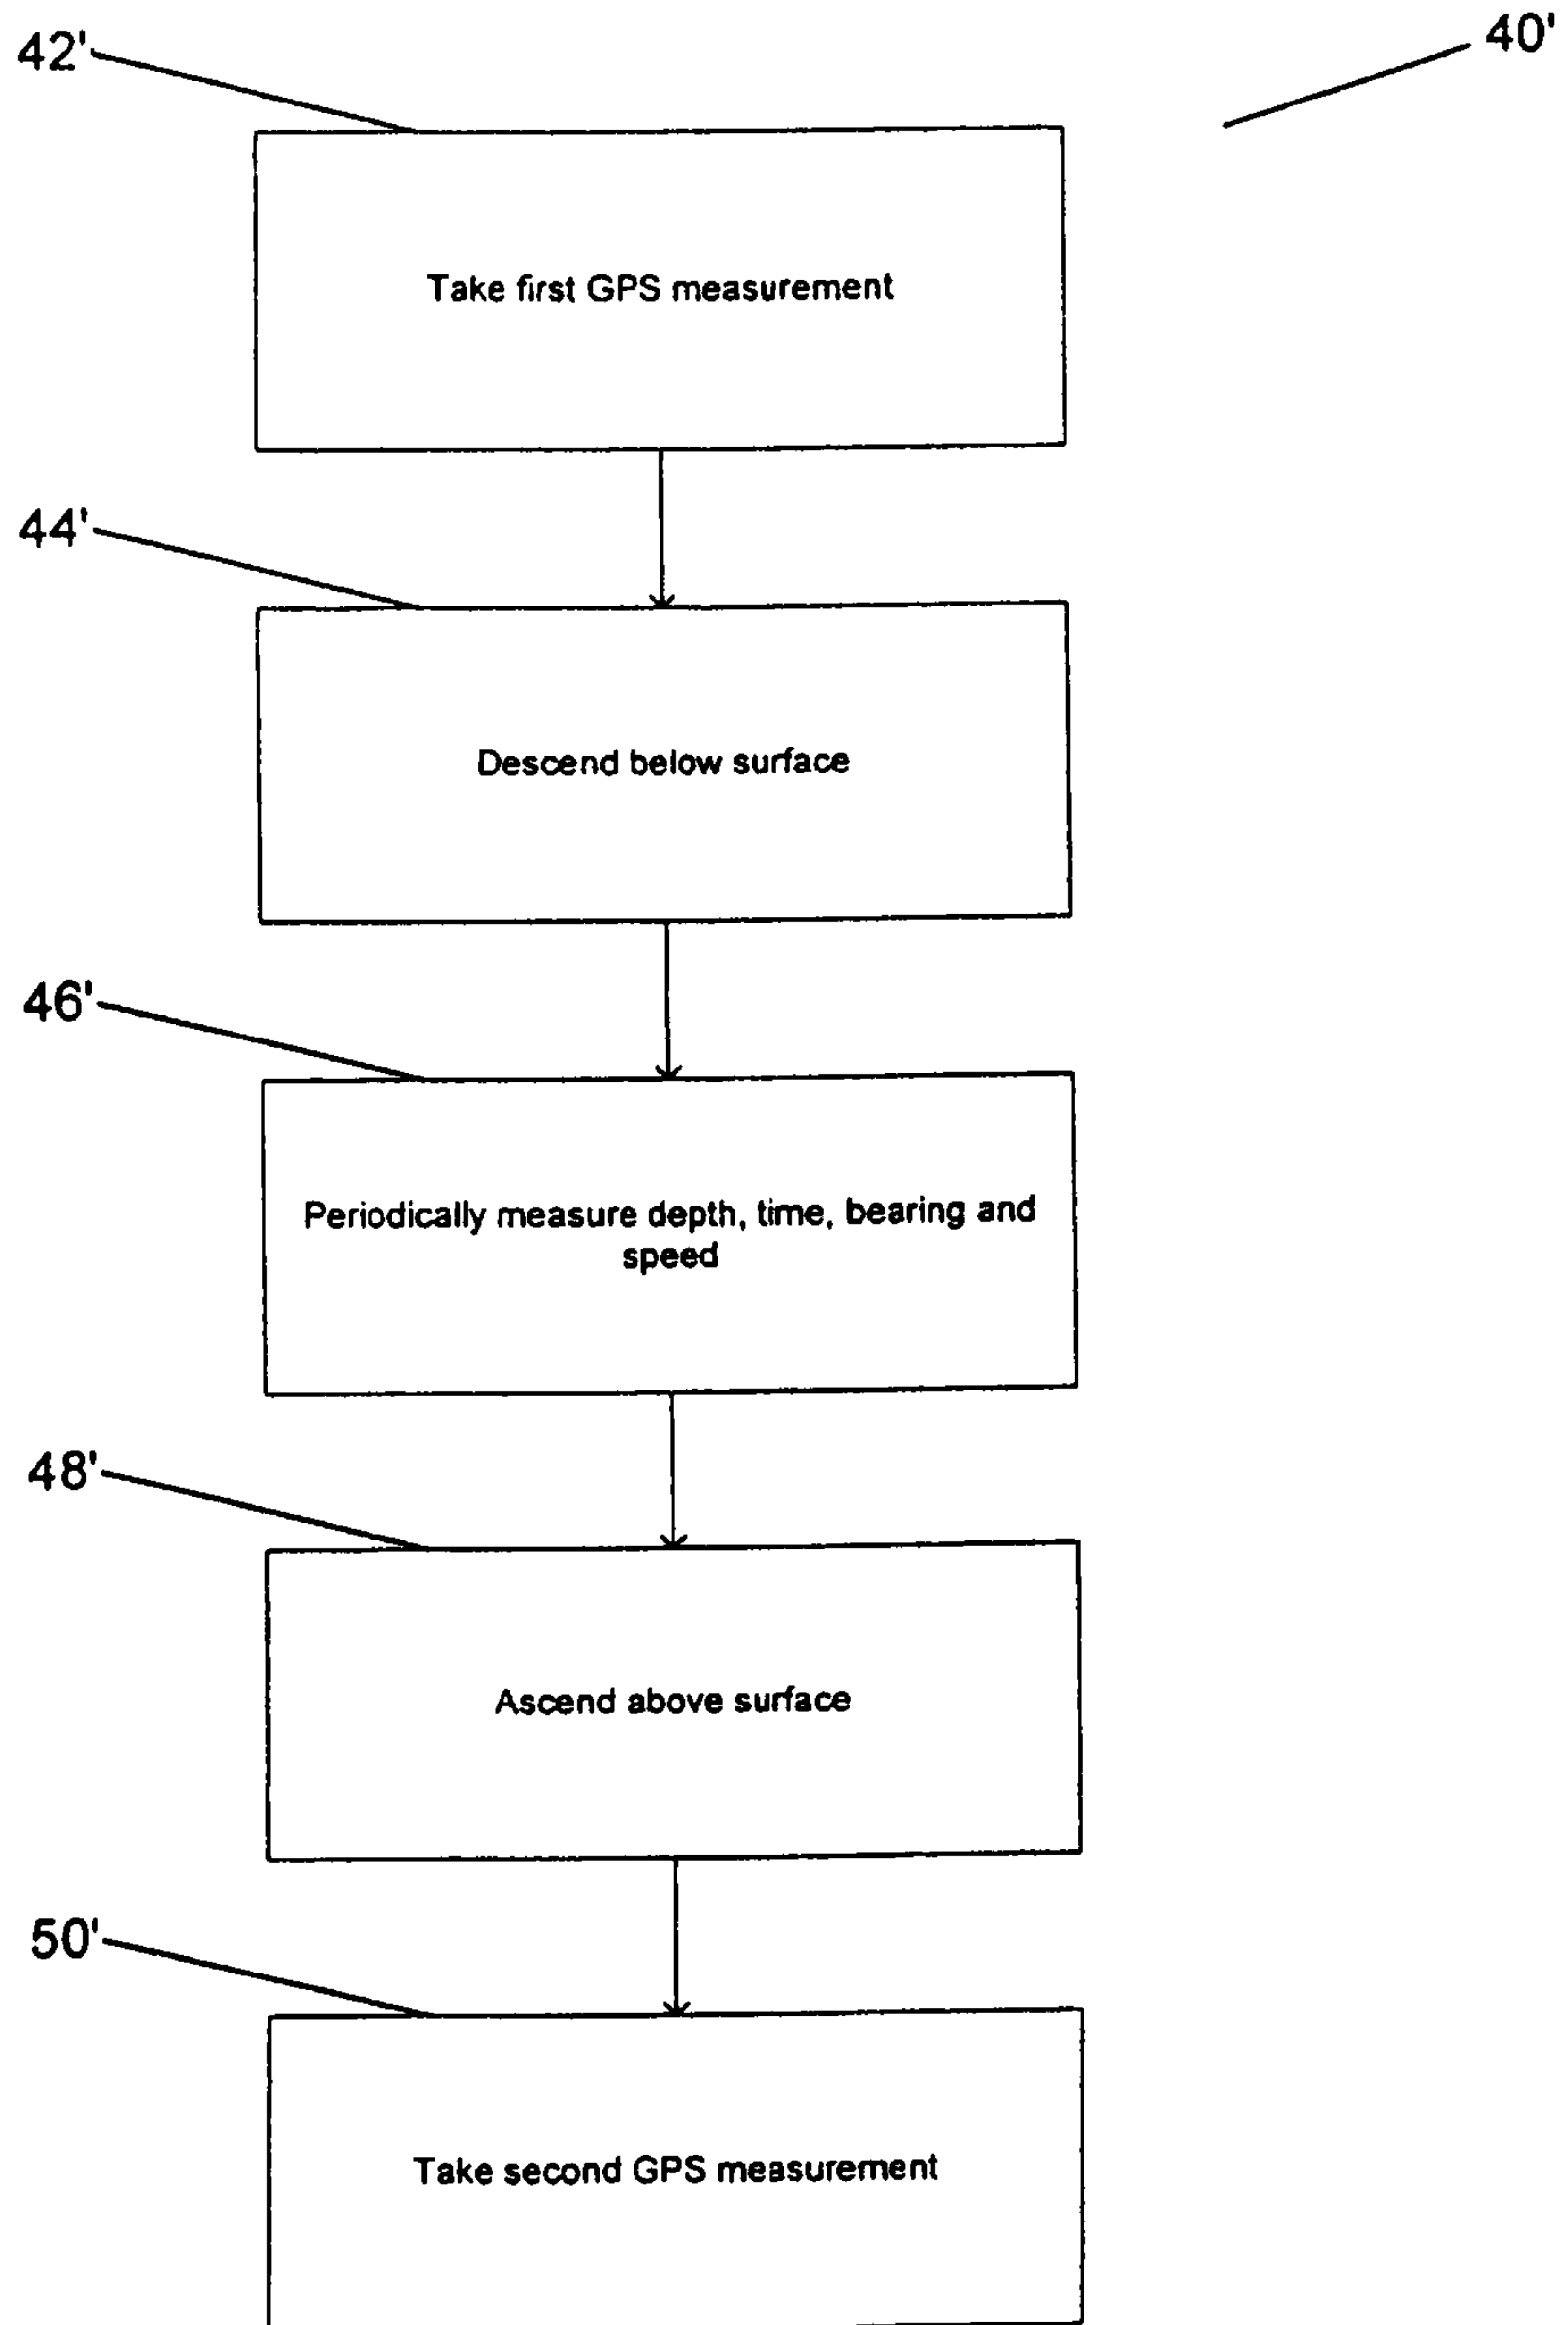 42'
40'
Take first GPS measurement
44'
Descend below surface
46'
Periodically measure depth, time, bearing and
speed
48'
Ascend above surface
50'
Take second GPS measurement